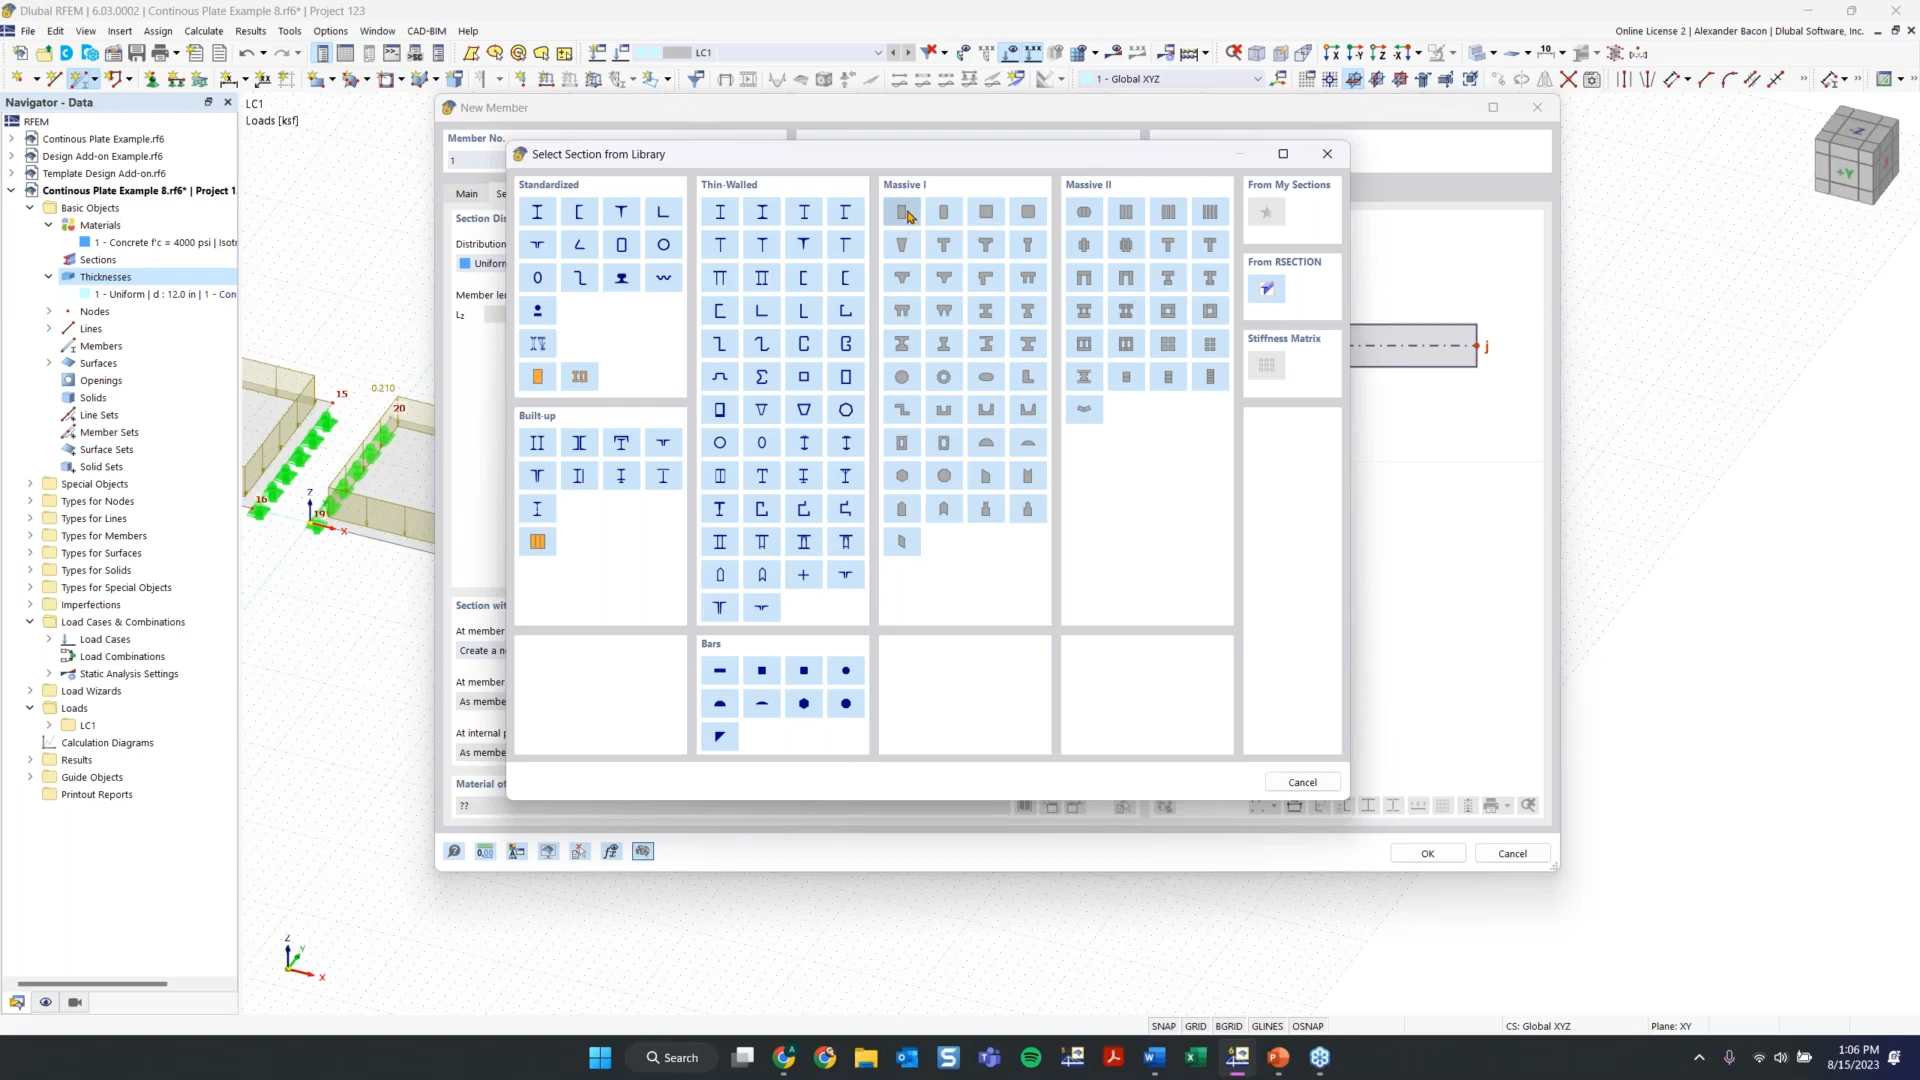 Dlubal RFEM | 6.03.0002 | Continous Plate Example 8.rf6* | Project 123
File Edit View Insert Assign Calculate Results Tools Options Window CAD-BIM Help
Online License 2 | Alexander Bacon | Dlubal Software, Inc.
LC1
1 - Global XYZ
Navigator - Data
RFEM
Continous Plate Example.rf6
Design Add-on Example.rf6
Template Design Add-on.rf6
Continous Plate Example 8.rf6* | Project 1
Basic Objects
Materials
1 - Concrete f'c = 4000 psi | Isotr
Sections
Thicknesses
1 - Uniform | d : 12.0 in | 1 - Con
Nodes
Lines
Members
Surfaces
Openings
Solids
Line Sets
Member Sets
Surface Sets
Solid Sets
Special Objects
Types for Nodes
Types for Lines
Types for Members
Types for Surfaces
Types for Solids
Types for Special Objects
Imperfections
Load Cases & Combinations
Load Cases
Load Combinations
Static Analysis Settings
Load Wizards
Loads
LC1
Calculation Diagrams
Results
Guide Objects
Printout Reports
LC1
Loads [ksf]
0.210
15
20
16
19
Z
X
Z
Y
X
New Member
Member No.
1
Main Se
Section Dis
Distribution
Uniform
Member len
Lz
Section wit
At member
Create a n
At member
As membe
At internal p
As membe
Material of
??
j
Select Section from Library
Standardized
Thin-Walled
Massive I
Massive II
From My Sections
From RSECTION
Stiffness Matrix
Built-up
Bars
Cancel
OK
Cancel
-Z
+Y
SNAP GRID BGRID GLINES OSNAP
CS: Global XYZ
Plane: XY
Search
1:06 PM
8/15/2023